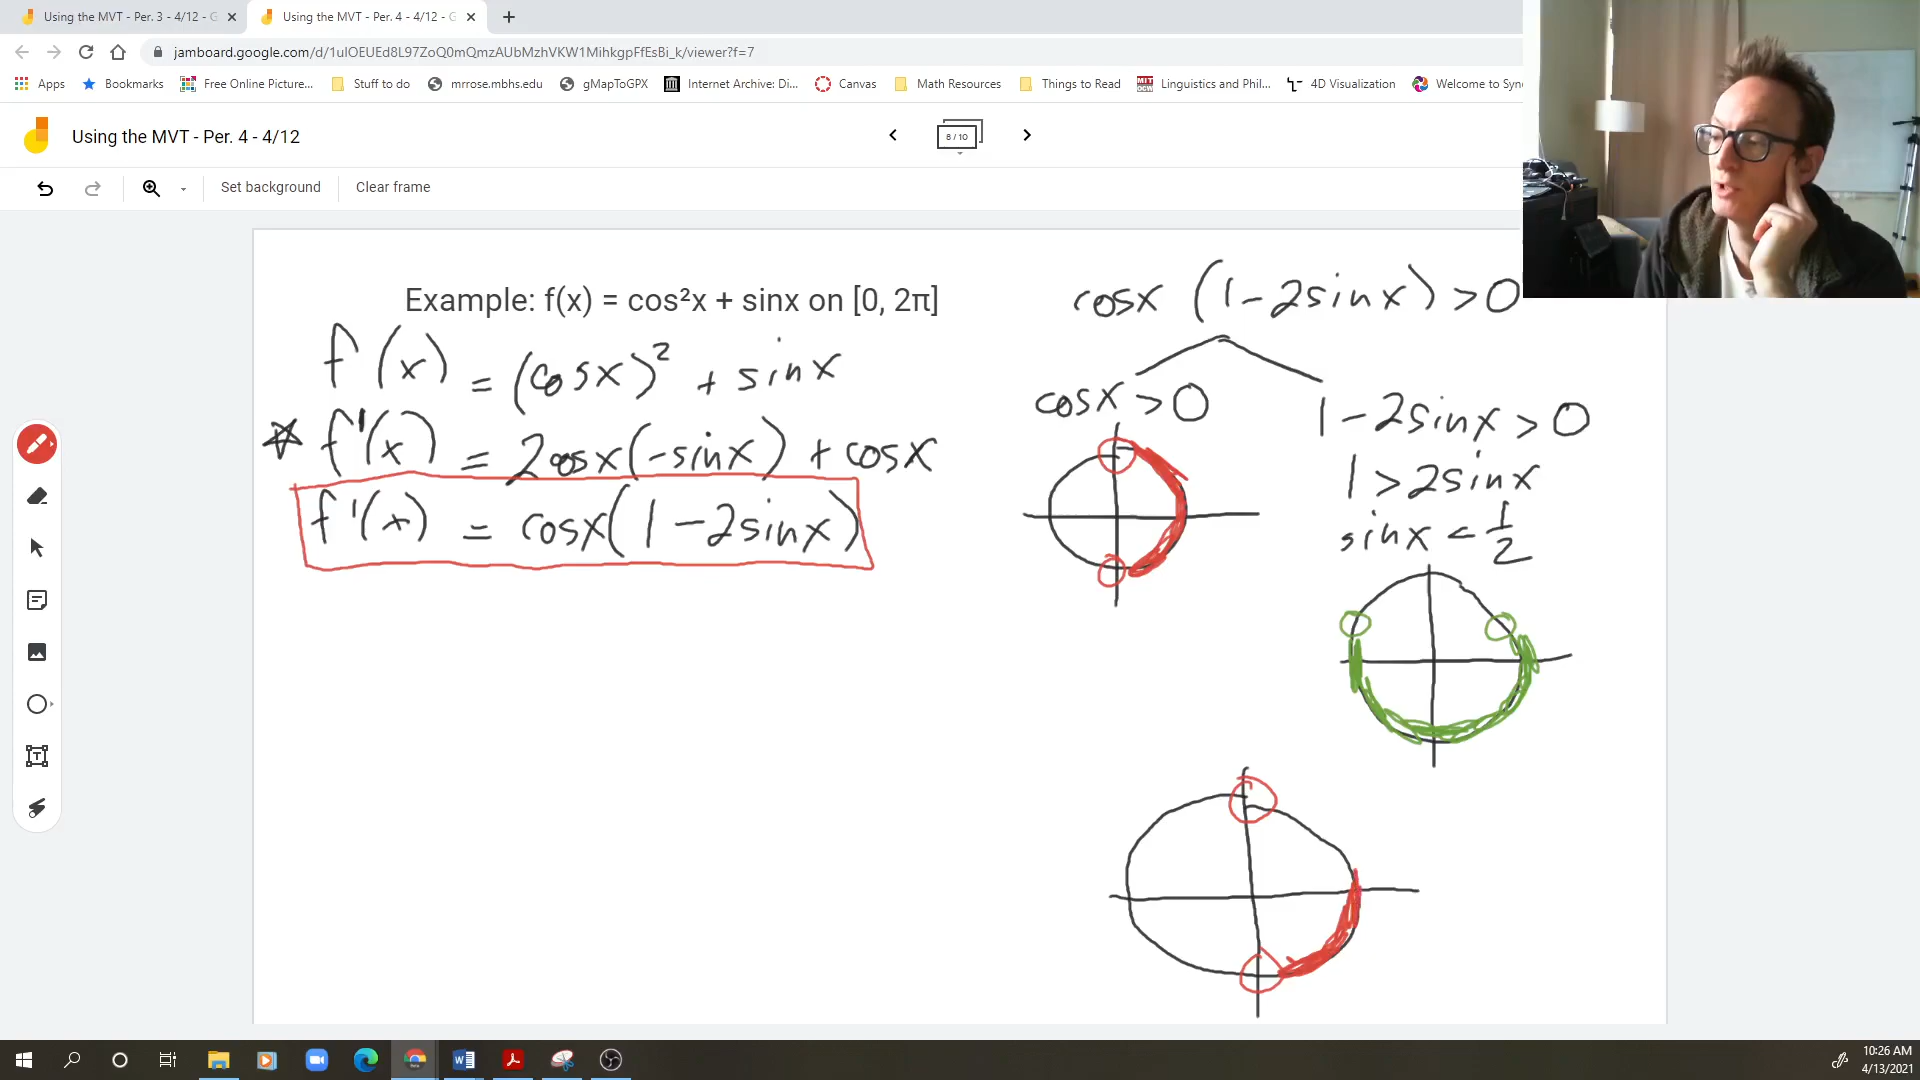 Using the MVT - Per. 3 - 4/12 - G
Using the MVT - Per. 4 - 4/12 - G
jamboard.google.com/d/1ulOEUEd8L97ZoQ0mQmzAUbMzhVKW1MihkgpFfEsBi_k/viewer?f=7
Apps Bookmarks Free Online Picture... Stuff to do mrrose.mbhs.edu gMapToGPX Internet Archive: Di... Canvas Math Resources Things to Read Linguistics and Phil... 4D Visualization Welcome to Syn
Using the MVT - Per. 4 - 4/12
8 / 10
Set background Clear frame
Example: f(x) = cos²x + sinx on [0, 2π]
f(x) = (cosx)² + sinx
f'(x) = 2cosx(-sinx) + cosx
f'(x) = cosx(1-2sinx)
cosx (1-2sinx) >0
cosx > 0
1-2sinx > 0
1 > 2sinx
sinx < 1/2
10:26 AM
4/13/2021